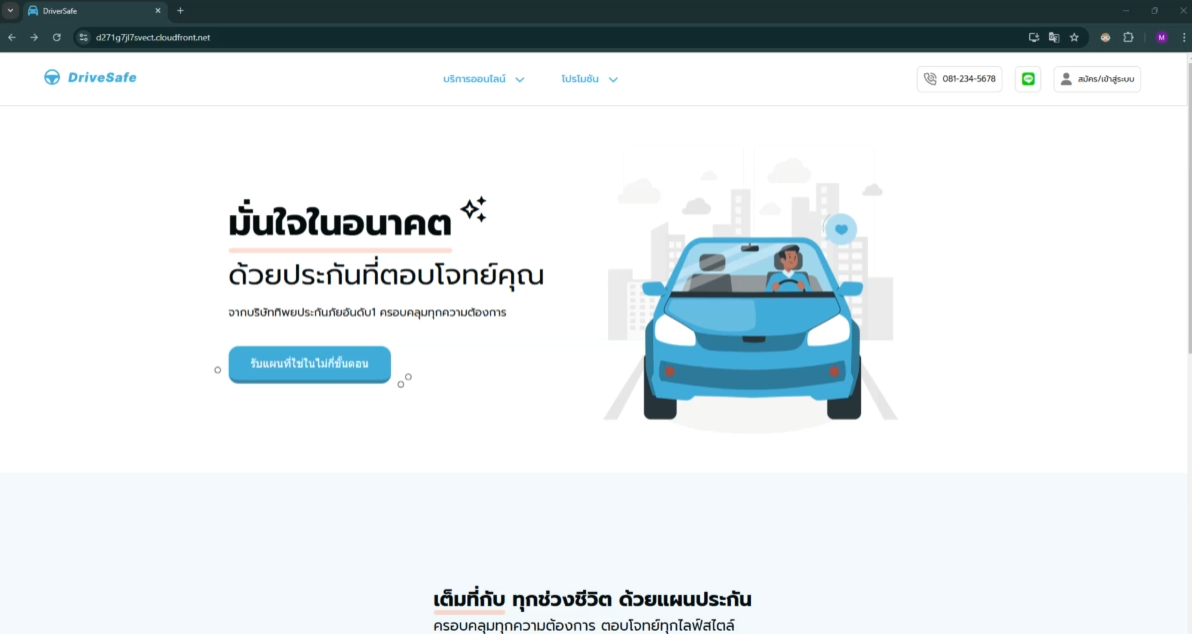 DriverSafe
d271g7jl7svect.cloudfront.net
M
DriveSafe
บริการออนไลน์
โปรโมชัน
081-234-5678
สมัคร/เข้าสู่ระบบ
มั่นใจในอนาคต
ด้วยประกันที่ตอบโจทย์คุณ
จากบริษัททิพยประกันภัยอันดับ1 ครอบคลุมทุกความต้องการ
รับแผนที่ใช่ในไม่กี่ขั้นตอน
เต็มที่กับ ทุกช่วงชีวิต ด้วยแผนประกัน
ครอบคลุมทุกความต้องการ ตอบโจทย์ทุกไลฟ์สไตล์